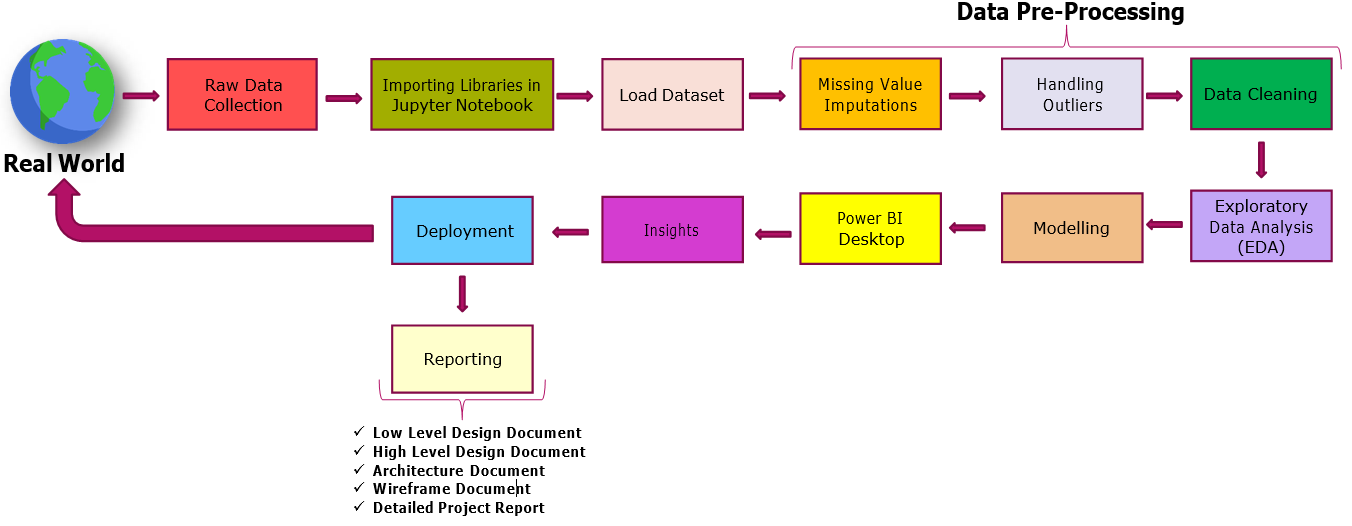 Data Pre-Processing
Raw Data
Collection
Importing Libraries in
Jupyter Notebook
Load Dataset
Missing Value
Imputations
Handling
Outliers
Data Cleaning
Real World
Deployment
Insights
Power BI
Desktop
Modelling
Exploratory
Data Analysis
(EDA)
Reporting
✓ Low Level Design Document
✓ High Level Design Document
✓ Architecture Document
✓ Wireframe Document
✓ Detailed Project Report